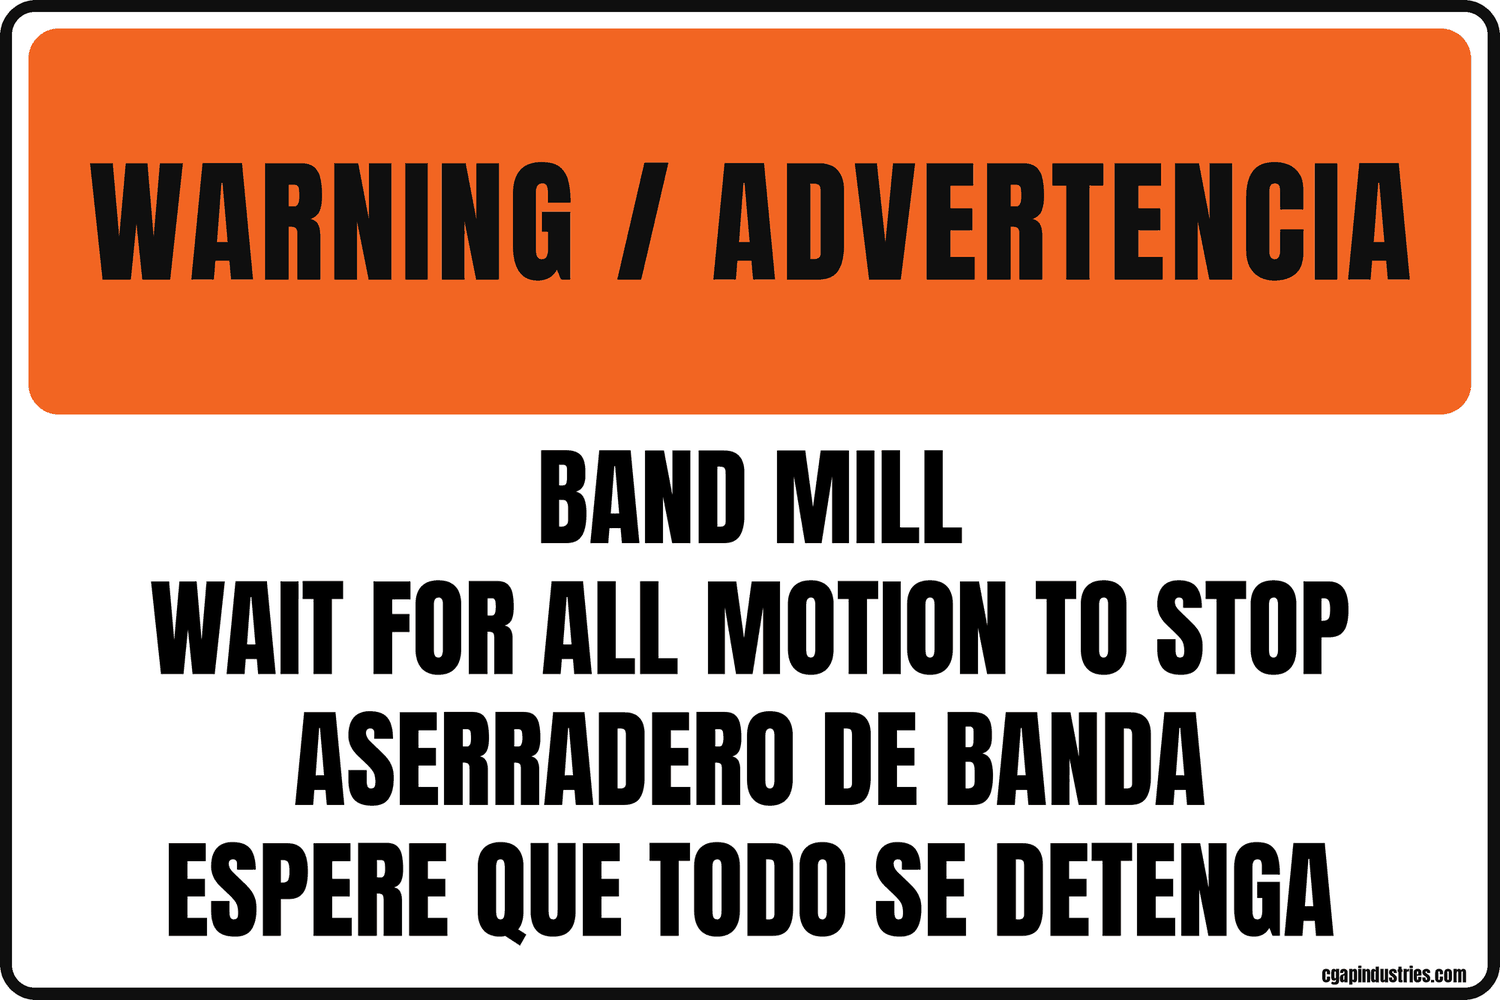 WARNING / ADVERTENCIA
BAND MILL
WAIT FOR ALL MOTION TO STOP
ASERRADERO DE BANDA
ESPERE QUE TODO SE DETENGA
cgapindustries.com